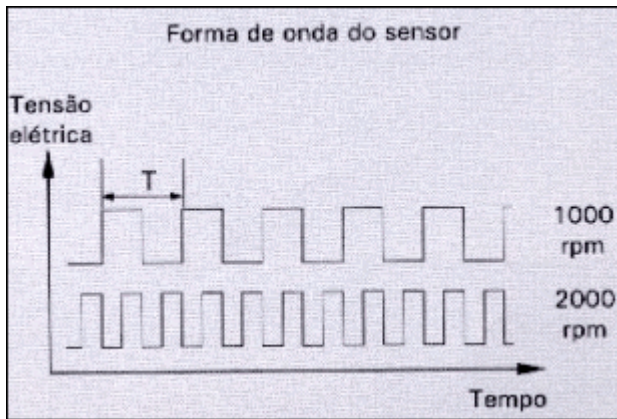 Forma de onda do sensor
Tensão
elétrica
T
1000
rpm
2000
rpm
Tempo